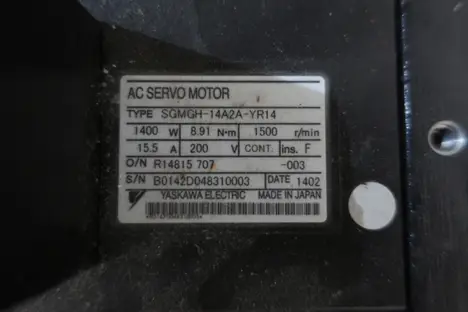 AC SERVO MOTOR
TYPE SGMGH-14A2A-YR14
1400 W 8.91 N·m 1500 r/min
15.5 A 200 V CONT. ins. F
O/N R14815 707 -003
S/N B0142D048310003 DATE 1402
YASKAWA ELECTRIC MADE IN JAPAN